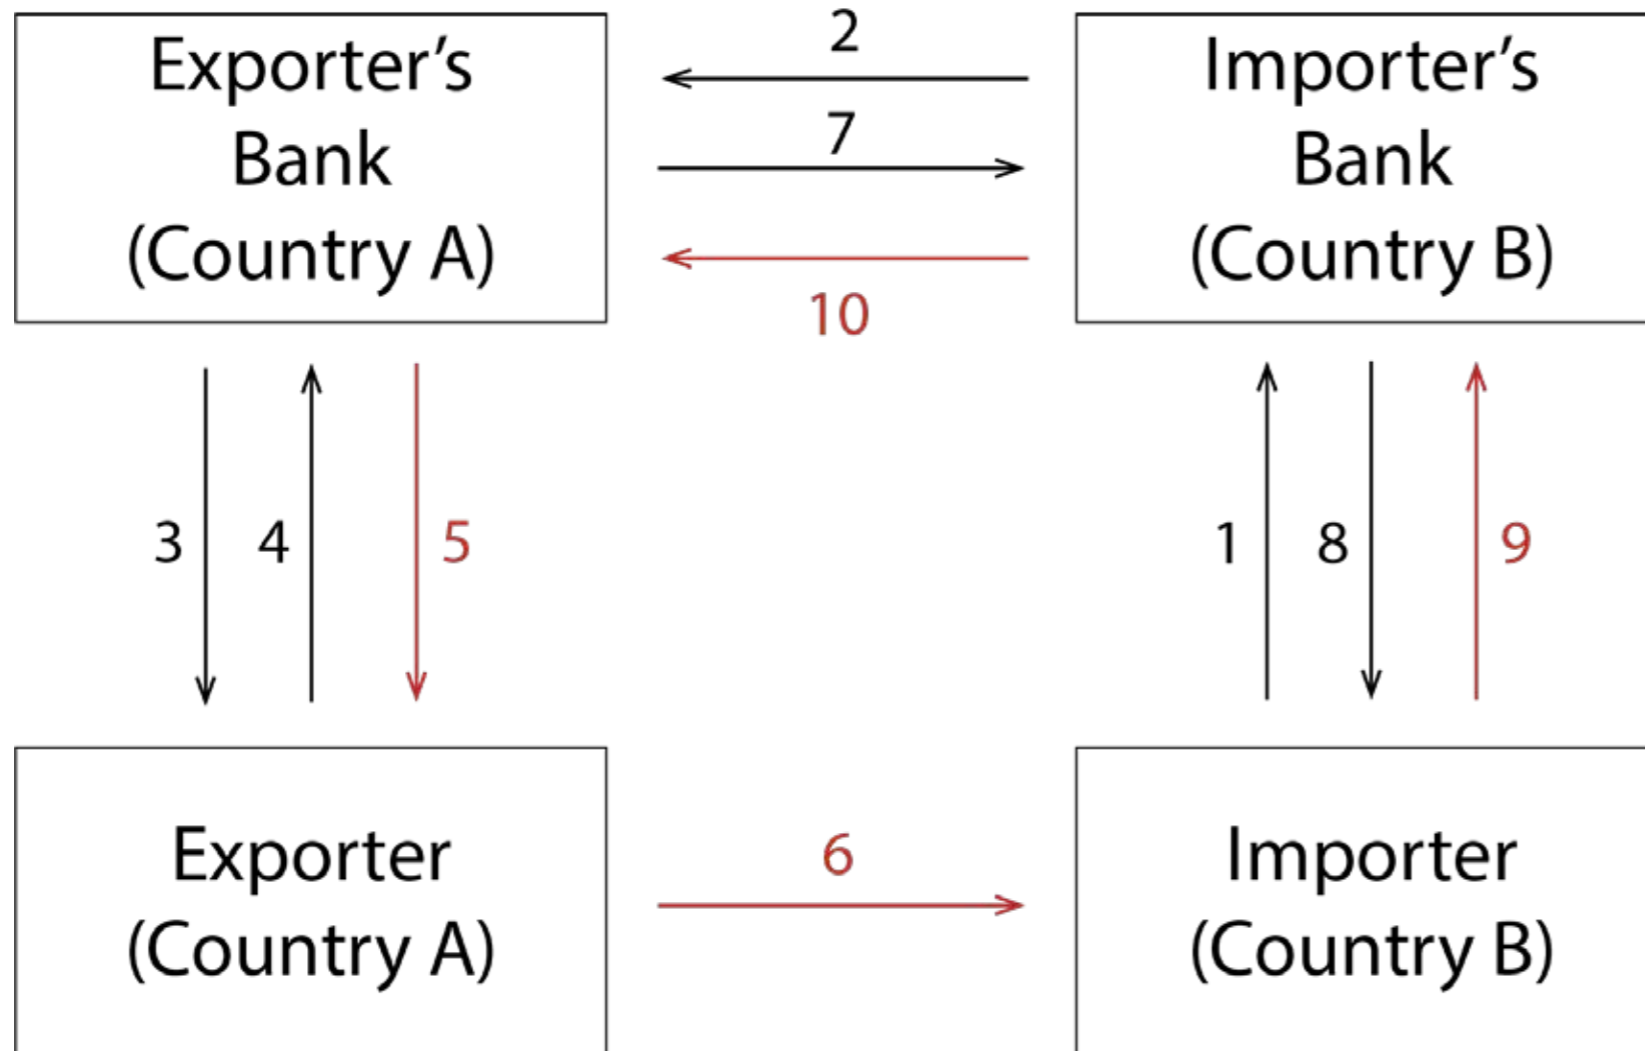 Exporter’s
Bank
(Country A)
2
7
10
Importer’s
Bank
(Country B)
3
4
5
1
8
9
Exporter
(Country A)
6
Importer
(Country B)